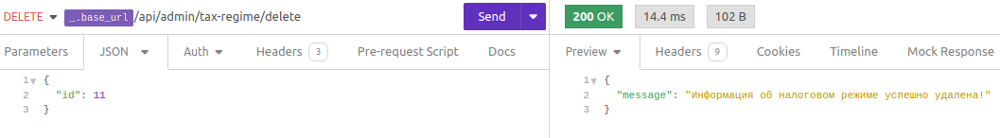 DELETE _.base_url /api/admin/tax-regime/delete Send 200 OK 14.4 ms 102 B
Parameters JSON Auth Headers 3 Pre-request Script Docs Preview Headers 9 Cookies Timeline Mock Response
1 {
2 "id": 11
3 }
1 {
2 "message": "Информация об налоговом режиме успешно удалена!"
3 }